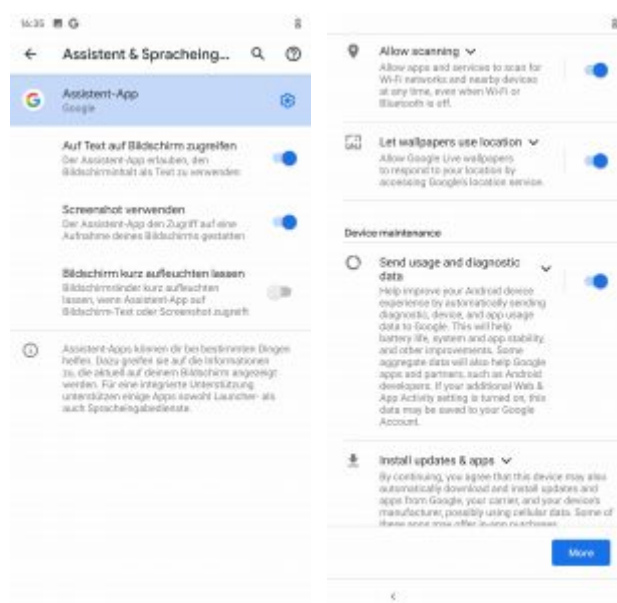 16:35
Assistent & Spracheing...
Assistent-App
Google
Auf Text auf Bildschirm zugreifen
Der Assistent-App erlauben, den
Bildschirminhalt als Text zu verwenden
Screenshot verwenden
Der Assistent-App den Zugriff auf eine
Aufnahme deines Bildschirms gestatten
Bildschirm kurz aufleuchten lassen
Bildschirmränder kurz aufleuchten
lassen, wenn Assistent-App auf
Bildschirm-Text oder Screenshot zugreift
Assistent-Apps können dir bei bestimmten Dingen
helfen. Dazu greifen sie auf die Informationen
zu, die aktuell auf deinem Bildschirm angezeigt
werden. Für eine integrierte Unterstützung
unterstützen einige Apps sowohl Launcher- als
auch Spracheingabedienste.
Allow scanning
Allow apps and services to scan for
Wi-Fi networks and nearby devices
at any time, even when Wi-Fi or
Bluetooth is off.
Let wallpapers use location
Allow Google Live wallpapers
to respond to your location by
accessing Google's location service.
Device maintenance
Send usage and diagnostic
data
Help improve your Android device
experience by automatically sending
diagnostic, device, and app usage
data to Google. This will help
battery life, system and app stability,
and other improvements. Some
aggregate data will also help Google
apps and partners, such as Android
developers. If your additional Web &
App Activity setting is turned on, this
data may be saved to your Google
Account.
Install updates & apps
By continuing, you agree that this device may also
automatically download and install updates and
apps from Google, your carrier, and your device's
manufacturer, possibly using cellular data. Some of
these apps may offer in-app purchases.
More